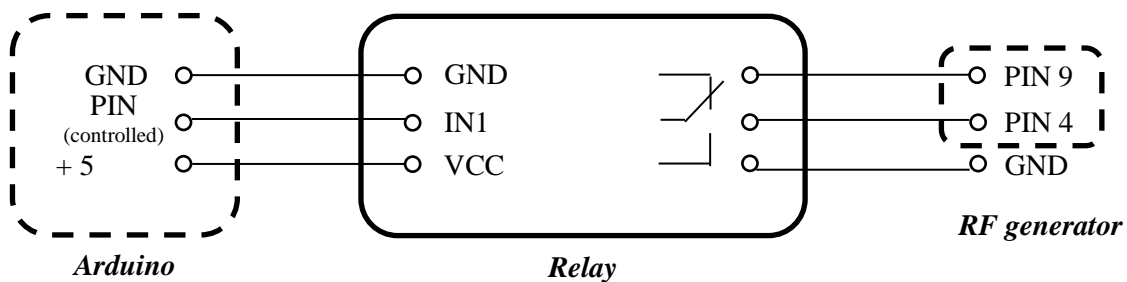 GND
PIN
(controlled)
+ 5
GND
IN1
VCC
PIN 9
PIN 4
GND
Arduino
Relay
RF generator